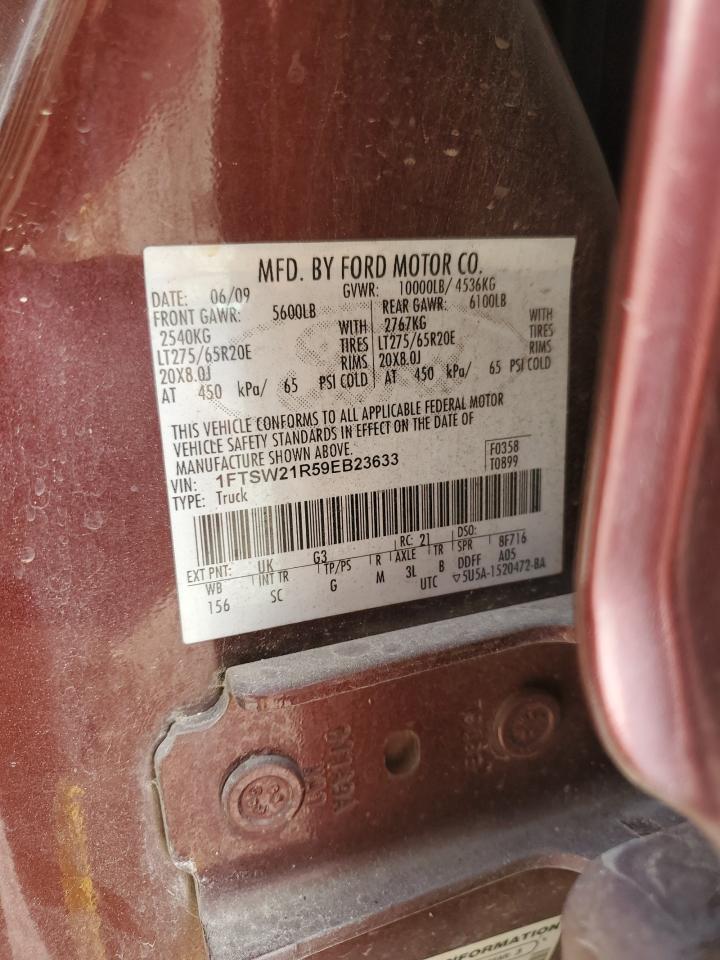 MFD. BY FORD MOTOR CO.
DATE: 06/09 GVWR: 10000LB/ 4536KG
FRONT GAWR: 5600LB REAR GAWR: 6100LB
2540KG WITH 2767KG WITH
LT275/65R20E TIRES LT275/65R20E TIRES
20X8.0J RIMS 20X8.0J RIMS
AT 450 kPa/ 65 PSI COLD AT 450 kPa/ 65 PSI COLD
THIS VEHICLE CONFORMS TO ALL APPLICABLE FEDERAL MOTOR
VEHICLE SAFETY STANDARDS IN EFFECT ON THE DATE OF
MANUFACTURE SHOWN ABOVE.
VIN: 1FTSW21R59EB23633 F0358
TYPE: Truck T0899
EXT PNT: UK G3 RC: 21 DSO:
WB INT TR TP/PS R AXLE TR SPR 8F716
156 SC G M 3L B DDFF A05
UTC ▽5U5A-1520472-BA
NFORMATION